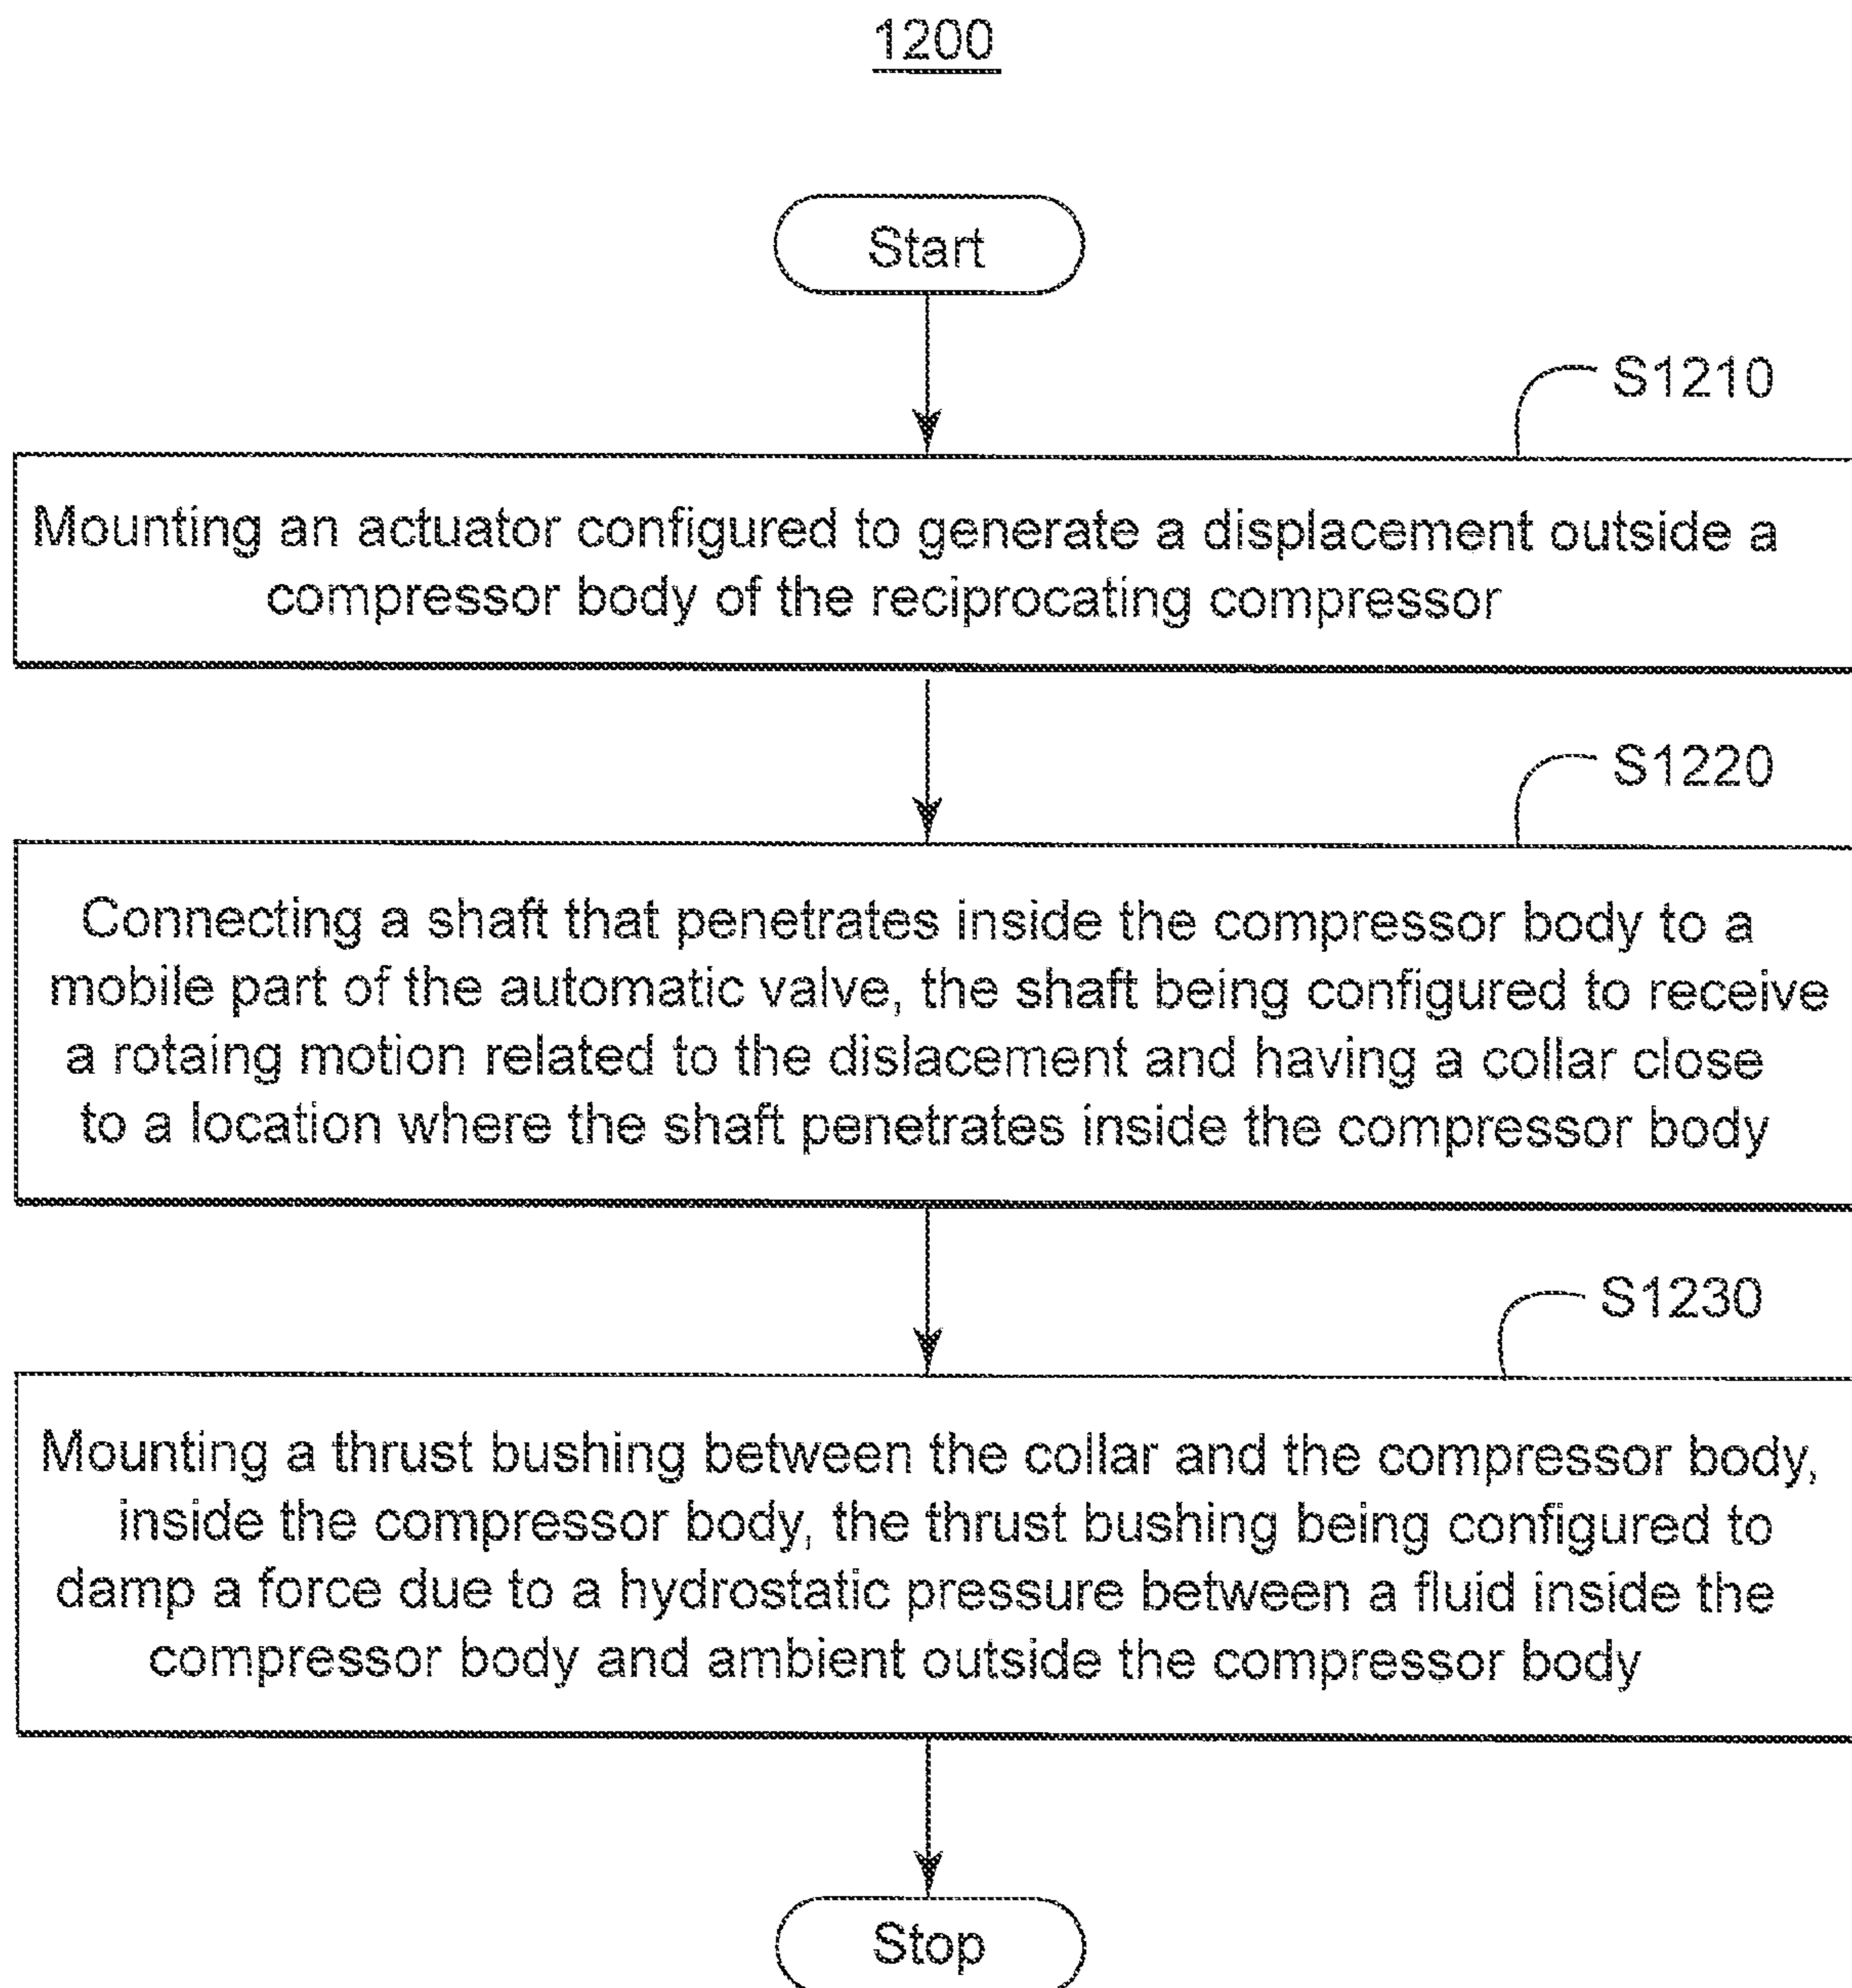 1200
Start
S1210
Mounting an actuator configured to generate a displacement outside a
compressor body of the reciprocating compressor
S1220
Connecting a shaft that penetrates inside the compressor body to a
mobile part of the automatic valve, the shaft being configured to receive
a rotaing motion related to the dislacement and having a collar close
to a location where the shaft penetrates inside the compressor body
S1230
Mounting a thrust bushing between the collar and the compressor body,
inside the compressor body, the thrust bushing being configured to
damp a force due to a hydrostatic pressure between a fluid inside the
compressor body and ambient outside the compressor body
Stop